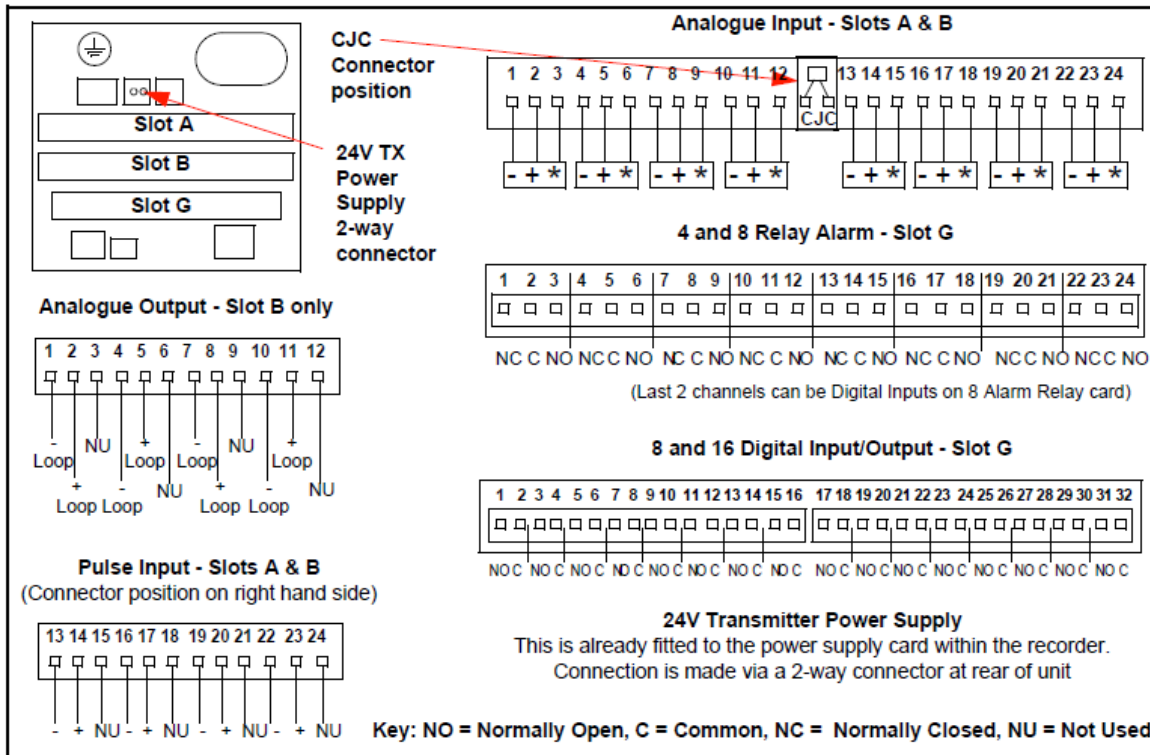 Analogue Input - Slots A & B
CJC
Connector
position
1 2 3 4 5 6 7 8 9 10 11 12 13 14 15 16 17 18 19 20 21 22 23 24
CJC
- + * - + * - + * - + * - + * - + * - + * - + *
Slot A
Slot B
Slot G
24V TX
Power
Supply
2-way
connector
4 and 8 Relay Alarm - Slot G
1 2 3 4 5 6 7 8 9 10 11 12 13 14 15 16 17 18 19 20 21 22 23 24
NC C NO NC C NO NC C NO NC C NO NC C NO NC C NO NC C NO NC C NO
(Last 2 channels can be Digital Inputs on 8 Alarm Relay card)
Analogue Output - Slot B only
1 2 3 4 5 6 7 8 9 10 11 12
- NU + - NU +
Loop Loop Loop Loop
+ - NU + - NU
Loop Loop Loop Loop
8 and 16 Digital Input/Output - Slot G
1 2 3 4 5 6 7 8 9 10 11 12 13 14 15 16 17 18 19 20 21 22 23 24 25 26 27 28 29 30 31 32
NO C NO C NO C NO C NO C NO C NO C NO C NO C NO C NO C NO C NO C NO C NO C NO C
Pulse Input - Slots A & B
(Connector position on right hand side)
13 14 15 16 17 18 19 20 21 22 23 24
- + NU - + NU - + NU - + NU
24V Transmitter Power Supply
This is already fitted to the power supply card within the recorder.
Connection is made via a 2-way connector at rear of unit
Key: NO = Normally Open, C = Common, NC = Normally Closed, NU = Not Used